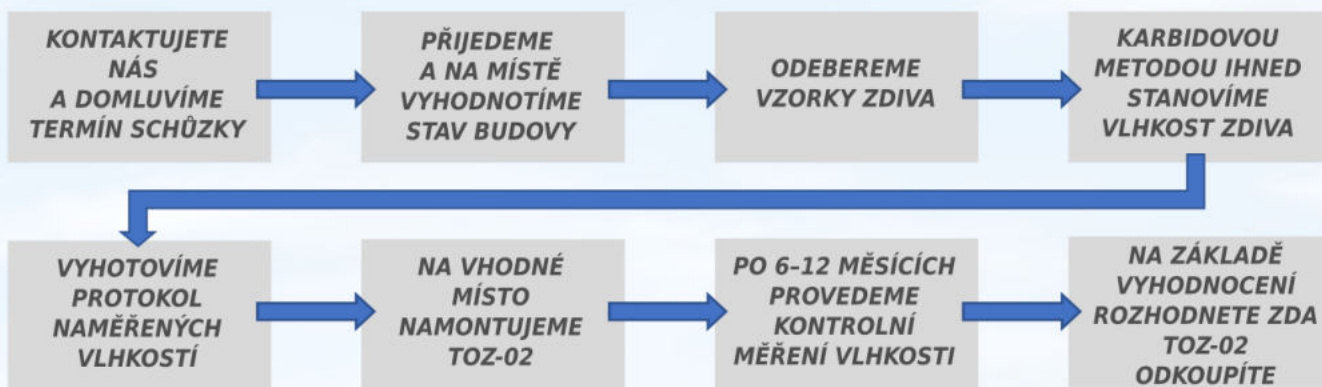 KONTAKTUJETE
NÁS
A DOMLUVÍME
TERMÍN SCHŮZKY
PŘIJEDEME
A NA MÍSTĚ
VYHODNOTÍME
STAV BUDOVY
ODEBEREME
VZORKY ZDIVA
KARBIDOVOU
METODOU IHNED
STANOVÍME
VLHKOST ZDIVA
VYHOTOVÍME
PROTOKOL
NAMĚŘENÝCH
VLHKOSTÍ
NA VHODNÉ
MÍSTO
NAMONTUJEME
TOZ-02
PO 6–12 MĚSÍCÍCH
PROVEDEME
KONTROLNÍ
MĚŘENÍ VLHKOSTI
NA ZÁKLADĚ
VYHODNOCENÍ
ROZHODNETE ZDA
TOZ-02
ODKOUPÍTE